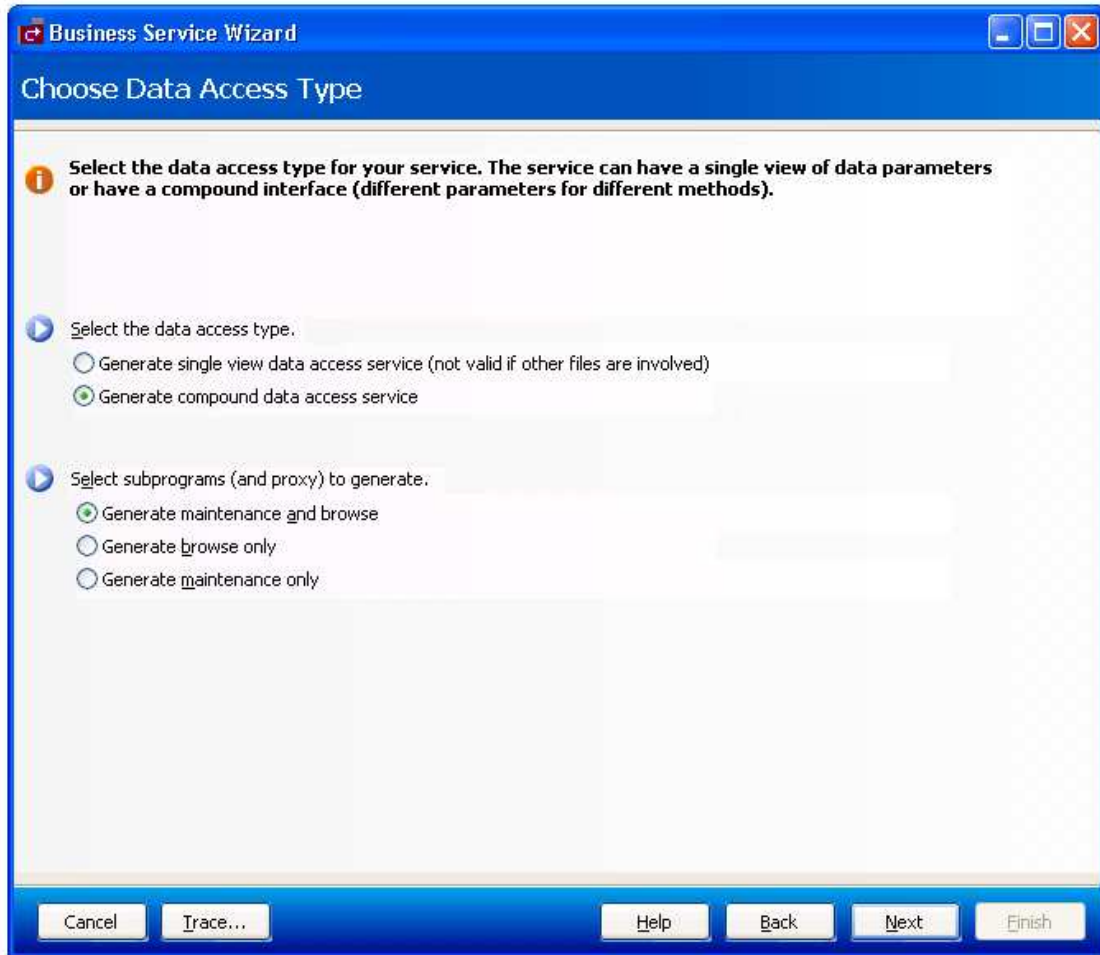 Business Service Wizard
Choose Data Access Type
Select the data access type for your service. The service can have a single view of data parameters
or have a compound interface (different parameters for different methods).
Select the data access type.
Generate single view data access service (not valid if other files are involved)
Generate compound data access service
Select subprograms (and proxy) to generate.
Generate maintenance and browse
Generate browse only
Generate maintenance only
Cancel Trace... Help Back Next Finish